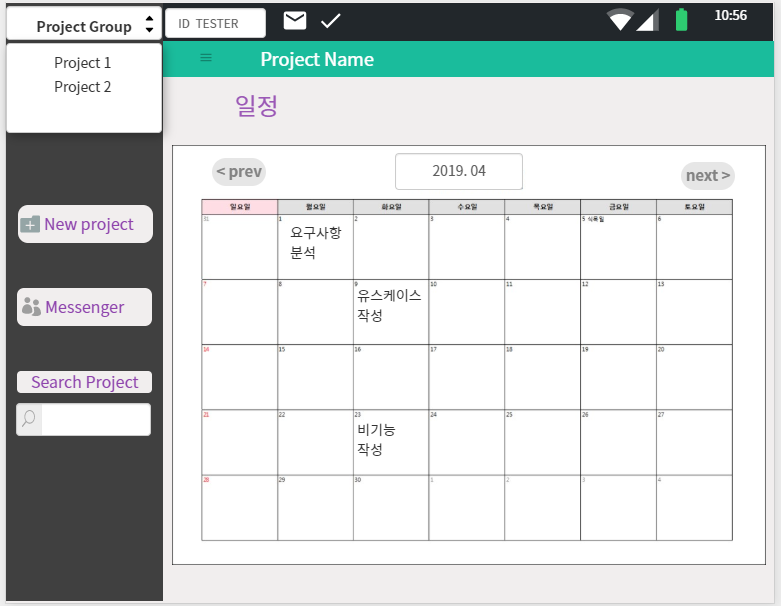 Project Group
ID TESTER
10:56
Project 1
Project 2
Project Name
일정
< prev
2019. 04
next >
일요일 월요일 화요일 수요일 목요일 금요일 토요일
31 1 2 3 4 5 식목일 6
요구사항
분석
7 8 9 10 11 12 13
유스케이스
작성
14 15 16 17 18 19 20
21 22 23 24 25 26 27
비기능
작성
28 29 30 1 2 3 4
New project
Messenger
Search Project